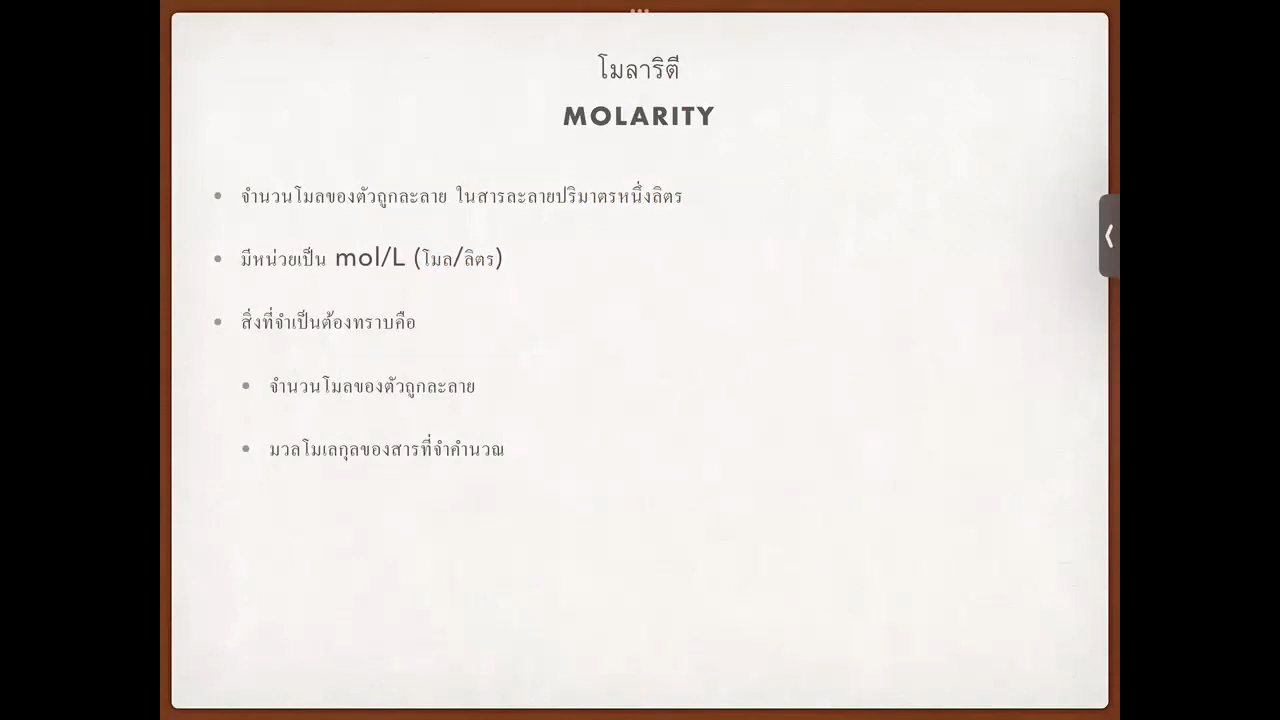 โมลาริตี
MOLARITY
• จำนวนโมลของตัวถูกละลาย ในสารละลายปริมาตรหนึ่งลิตร
• มีหน่วยเป็น mol/L (โมล/ลิตร)
• สิ่งที่จำเป็นต้องทราบคือ
• จำนวนโมลของตัวถูกละลาย
• มวลโมเลกุลของสารที่จำคำนวณ